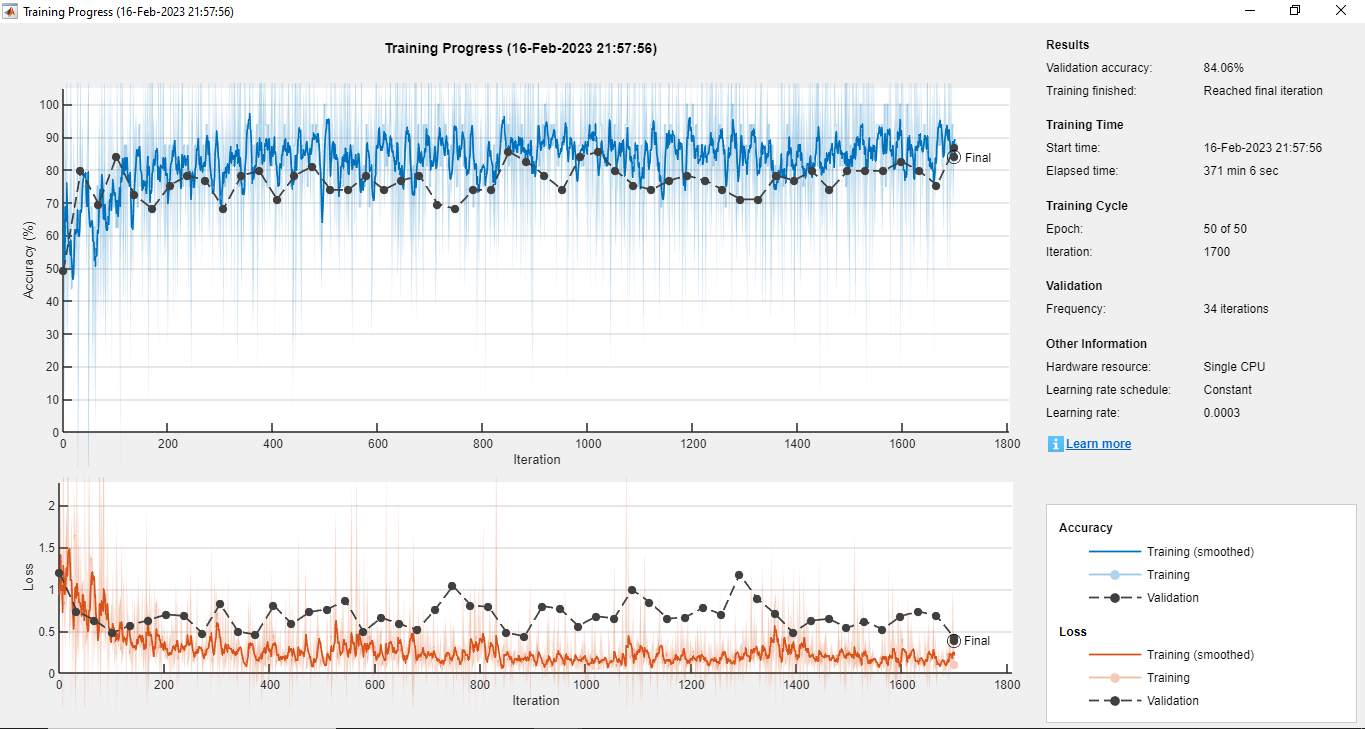 Training Progress (16-Feb-2023 21:57:56)
Training Progress (16-Feb-2023 21:57:56)
100
90
80
70
60
50
40
30
20
10
0
Accuracy (%)
0 200 400 600 800 1000 1200 1400 1600 1800
Iteration
Final
2
1.5
1
0.5
0
Loss
0 200 400 600 800 1000 1200 1400 1600 1800
Iteration
Final
Results
Validation accuracy: 84.06%
Training finished: Reached final iteration
Training Time
Start time: 16-Feb-2023 21:57:56
Elapsed time: 371 min 6 sec
Training Cycle
Epoch: 50 of 50
Iteration: 1700
Validation
Frequency: 34 iterations
Other Information
Hardware resource: Single CPU
Learning rate schedule: Constant
Learning rate: 0.0003
i Learn more
Accuracy
Training (smoothed)
Training
Validation
Loss
Training (smoothed)
Training
Validation